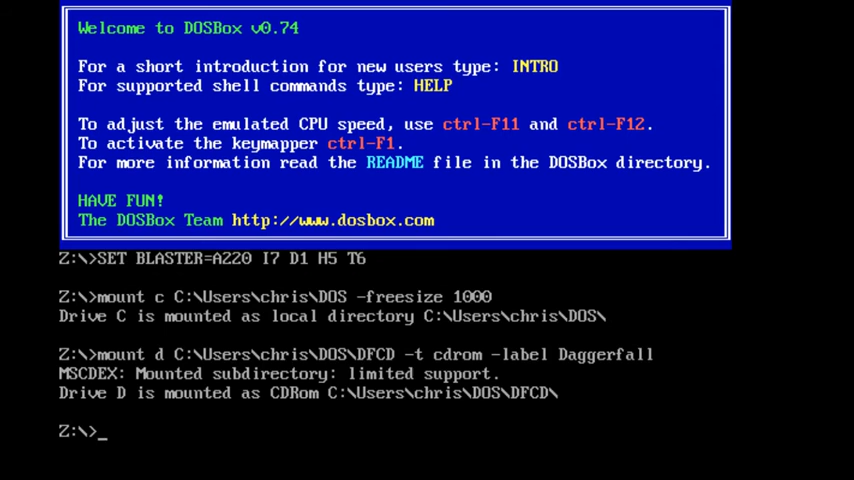 Welcome to DOSBox v0.74
For a short introduction for new users type: INTRO
For supported shell commands type: HELP
To adjust the emulated CPU speed, use ctrl-F11 and ctrl-F12.
To activate the keymapper ctrl-F1.
For more information read the README file in the DOSBox directory.
HAVE FUN!
The DOSBox Team http://www.dosbox.com
Z:\>SET BLASTER=A220 I7 D1 H5 T6
Z:\>mount c C:\Users\chris\DOS -freesize 1000
Drive C is mounted as local directory C:\Users\chris\DOS\
Z:\>mount d C:\Users\chris\DOS\DFCD -t cdrom -label Daggerfall
MSCDEX: Mounted subdirectory: limited support.
Drive D is mounted as CDRom C:\Users\chris\DOS\DFCD\
Z:\>_